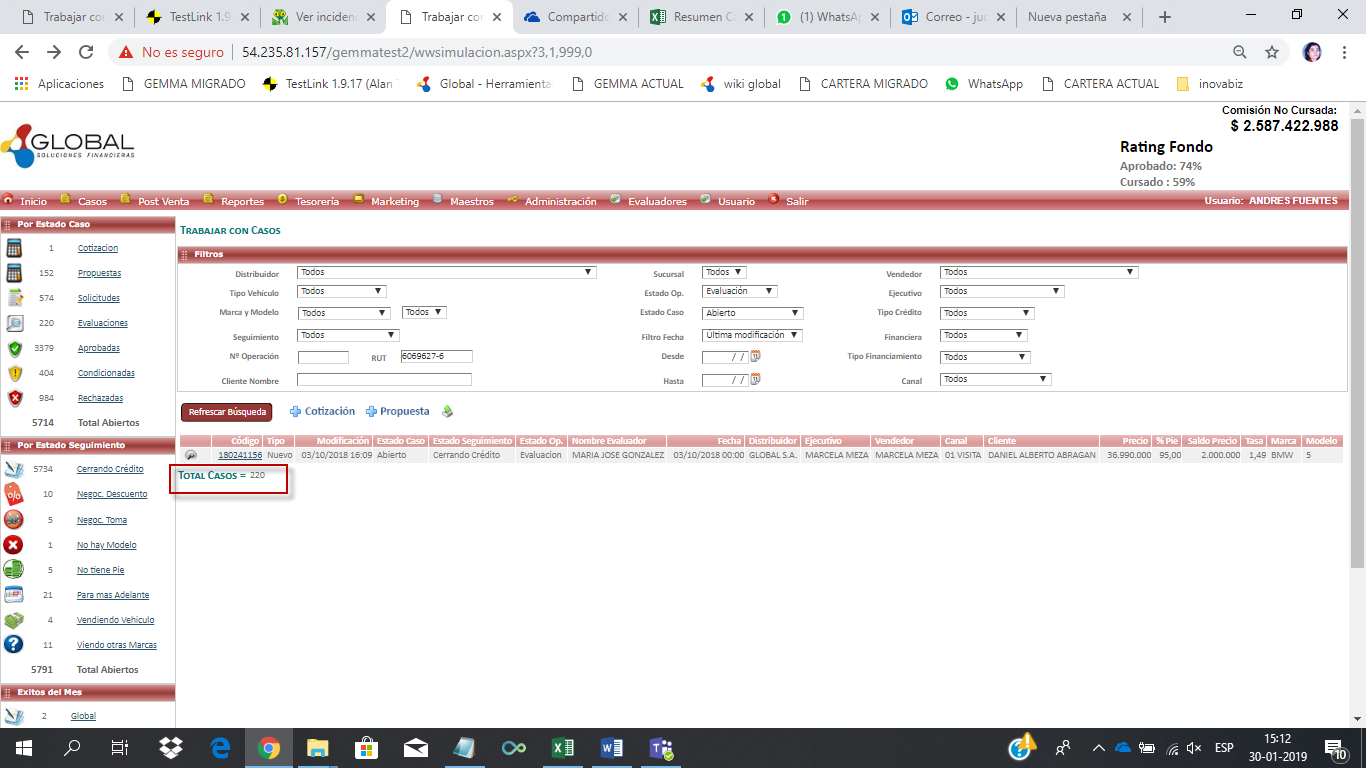 Trabajar con
TestLink 1.9
Ver inciden
Trabajar con
Compartido
Resumen C
(1) WhatsA
Correo - jud
Nueva pestaña
No es seguro | 54.235.81.157/gemmatest2/wwsimulacion.aspx?3,1,999,0
Aplicaciones GEMMA MIGRADO TestLink 1.9.17 (Alan Global - Herramienta GEMMA ACTUAL wiki global CARTERA MIGRADO WhatsApp CARTERA ACTUAL inovabiz
Comisión No Cursada:
$ 2.587.422.988
GLOBAL
SOLUCIONES FINANCIERAS
Rating Fondo
Aprobado: 74%
Cursado : 59%
Inicio Casos Post Venta Reportes Tesorería Marketing Maestros Administración Evaluadores Usuario Salir Usuario: ANDRES FUENTES
Por Estado Caso
1 Cotizacion
152 Propuestas
574 Solicitudes
220 Evaluaciones
3379 Aprobadas
404 Condicionadas
984 Rechazadas
5714 Total Abiertos
Por Estado Seguimiento
5734 Cerrando Crédito
10 Negoc. Descuento
5 Negoc. Toma
1 No hay Modelo
5 No tiene Pie
21 Para mas Adelante
4 Vendiendo Vehiculo
11 Viendo otras Marcas
5791 Total Abiertos
Exitos del Mes
2 Global
TRABAJAR CON CASOS
Filtros
Distribuidor Todos Sucursal Todos Vendedor Todos
Tipo Vehículo Todos Estado Op. Evaluación Ejecutivo Todos
Marca y Modelo Todos Todos Estado Caso Abierto Tipo Crédito Todos
Seguimiento Todos Filtro Fecha Última modificación Financiera Todos
Nº Operación RUT 6069627-6 Desde / / Tipo Financiamiento Todos
Cliente Nombre Hasta / / Canal Todos
Refrescar Búsqueda Cotización Propuesta
Código Tipo Modificación Estado Caso Estado Seguimiento Estado Op. Nombre Evaluador Fecha Distribuidor Ejecutivo Vendedor Canal Cliente Precio % Pie Saldo Precio Tasa Marca Modelo
180241156 Nuevo 03/10/2018 16:09 Abierto Cerrando Crédito Evaluacion MARIA JOSE GONZALEZ 03/10/2018 00:00 GLOBAL S.A. MARCELA MEZA MARCELA MEZA 01 VISITA DANIEL ALBERTO ABRAGAN 36.990.000 95,00 2.000.000 1,49 BMW 5
TOTAL CASOS = 220
ESP
15:12
30-01-2019
10